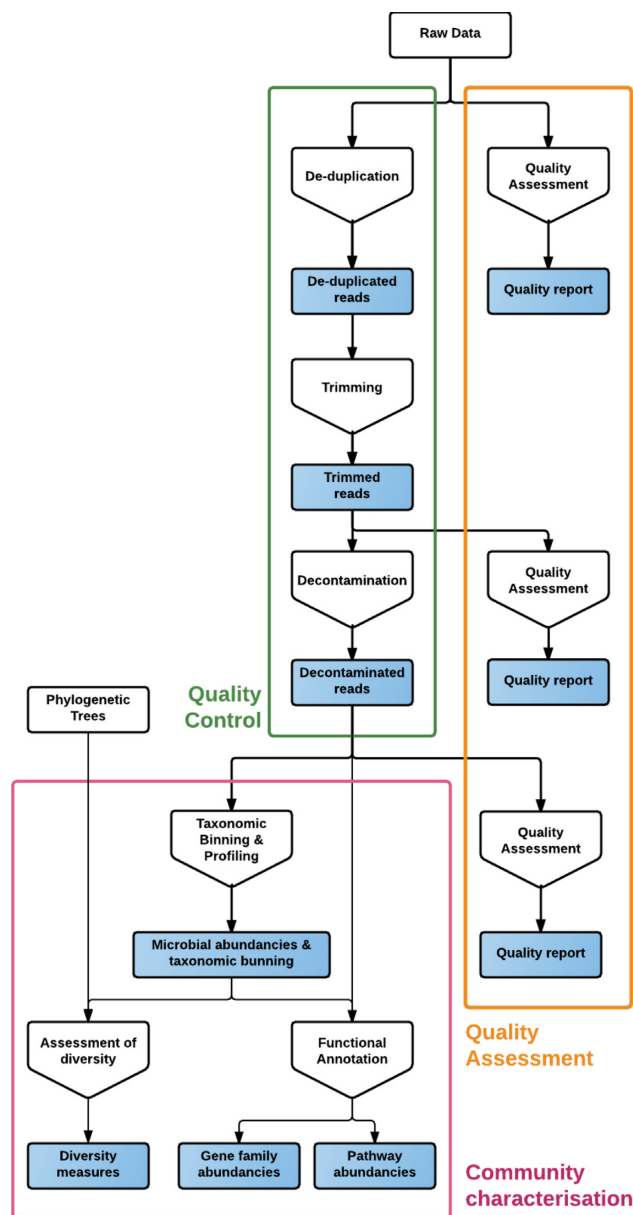 Raw Data
De-duplication
Quality
Assessment
De-duplicated
reads
Quality report
Trimming
Trimmed
reads
Decontamination
Quality
Assessment
Decontaminated
reads
Quality report
Quality
Control
Phylogenetic
Trees
Taxonomic
Binning &
Profiling
Quality
Assessment
Microbial abundancies &
taxonomic bunning
Quality report
Quality
Assessment
Assessment of
diversity
Functional
Annotation
Diversity
measures
Gene family
abundancies
Pathway
abundancies
Community
characterisation